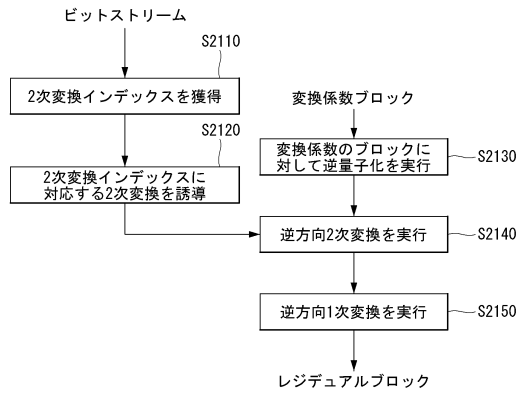 ビットストリーム
S2110
2次変換インデックスを獲得
S2120
2次変換インデックスに
対応する2次変換を誘導
変換係数ブロック
変換係数のブロックに
対して逆量子化を実行
S2130
逆方向2次変換を実行
S2140
逆方向1次変換を実行
S2150
レジデュアルブロック